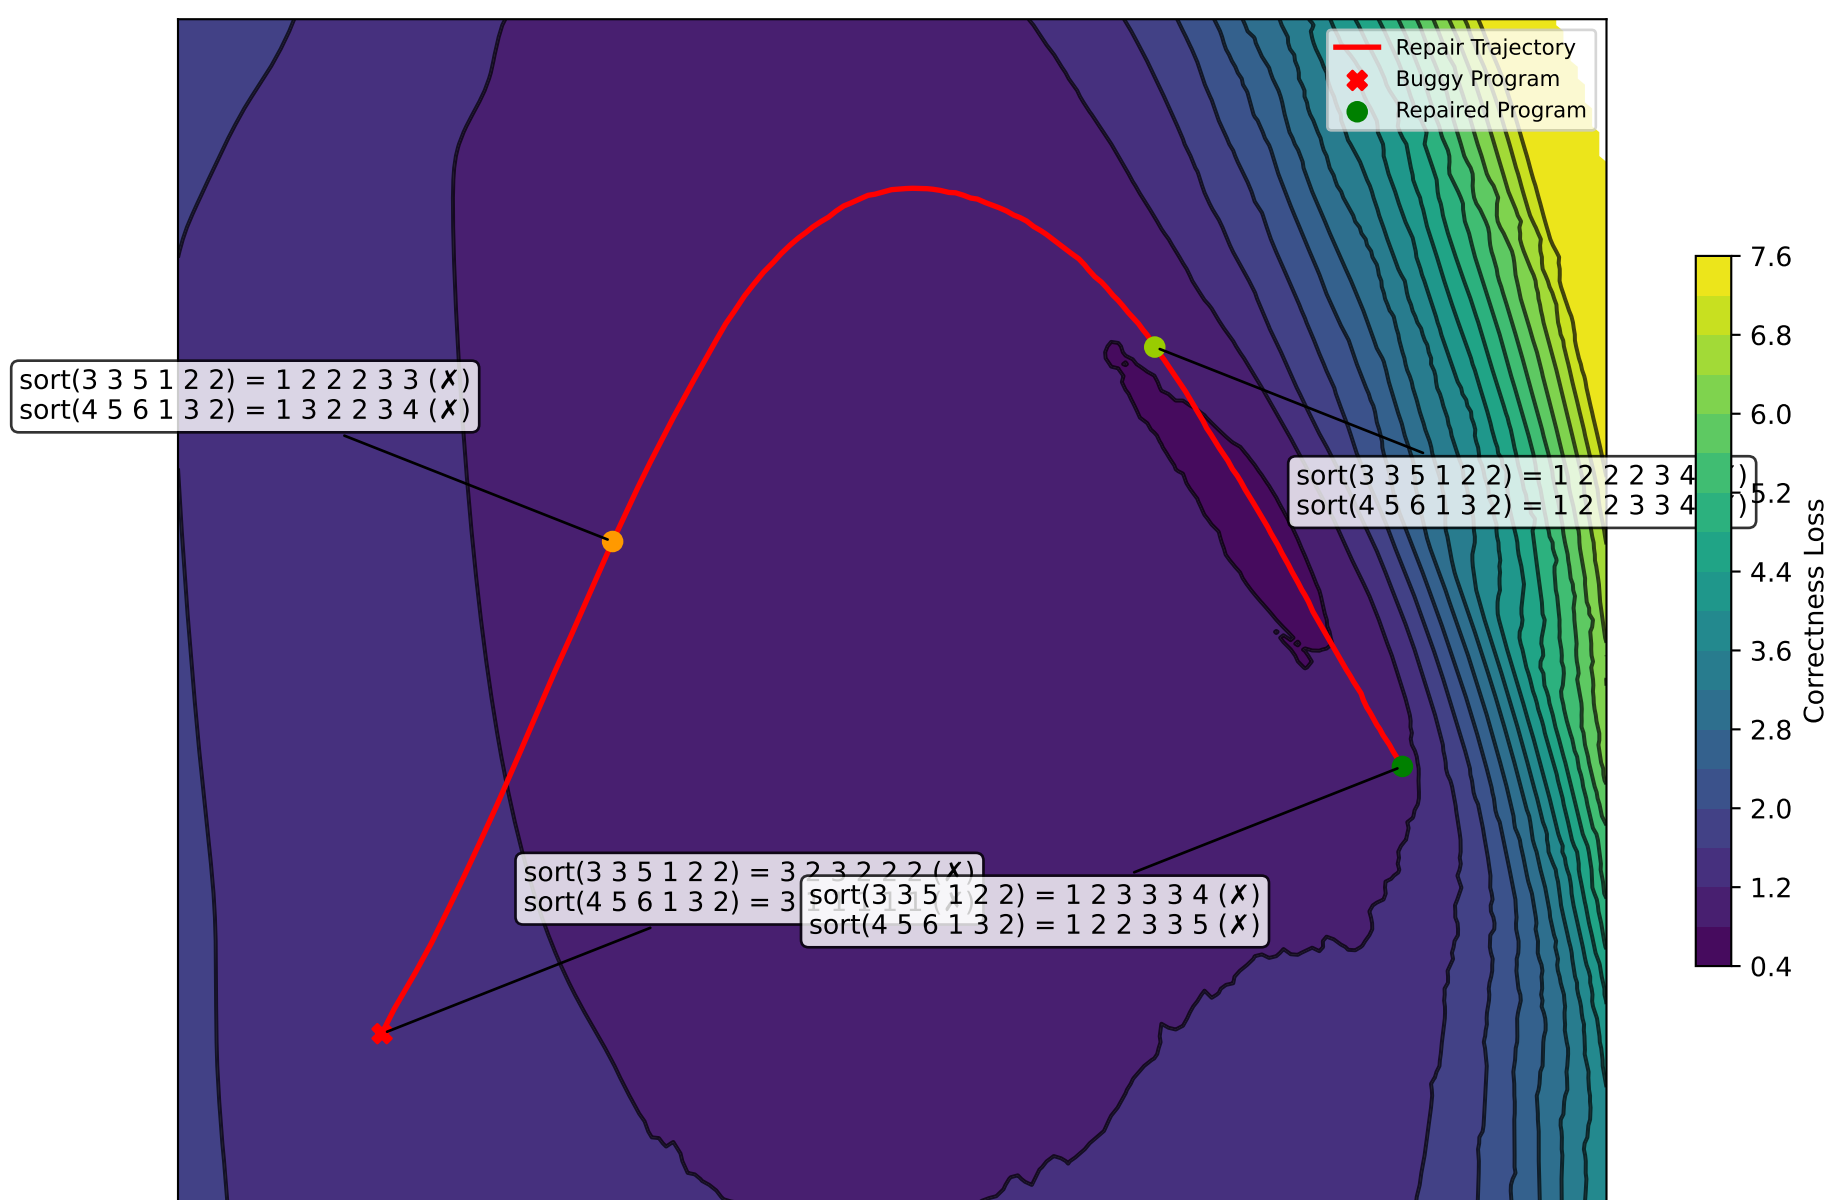 Repair Trajectory
Buggy Program
Repaired Program
sort(3 3 5 1 2 2) = 1 2 2 2 3 3 (✗)
sort(4 5 6 1 3 2) = 1 3 2 2 3 4 (✗)
sort(3 3 5 1 2 2) = 1 2 2 2 3 4 )
sort(4 5 6 1 3 2) = 1 2 2 3 3 4 )
sort(3 3 5 1 2 2) = 3 2 3 2 2 2 (✗)
sort(4 5 6 1 3 2) = 3 1 1 1 1 1 (✗)
sort(3 3 5 1 2 2) = 1 2 3 3 3 4 (✗)
sort(4 5 6 1 3 2) = 1 2 2 3 3 5 (✗)
7.6
6.8
6.0
5.2
4.4
3.6
2.8
2.0
1.2
0.4
Correctness Loss